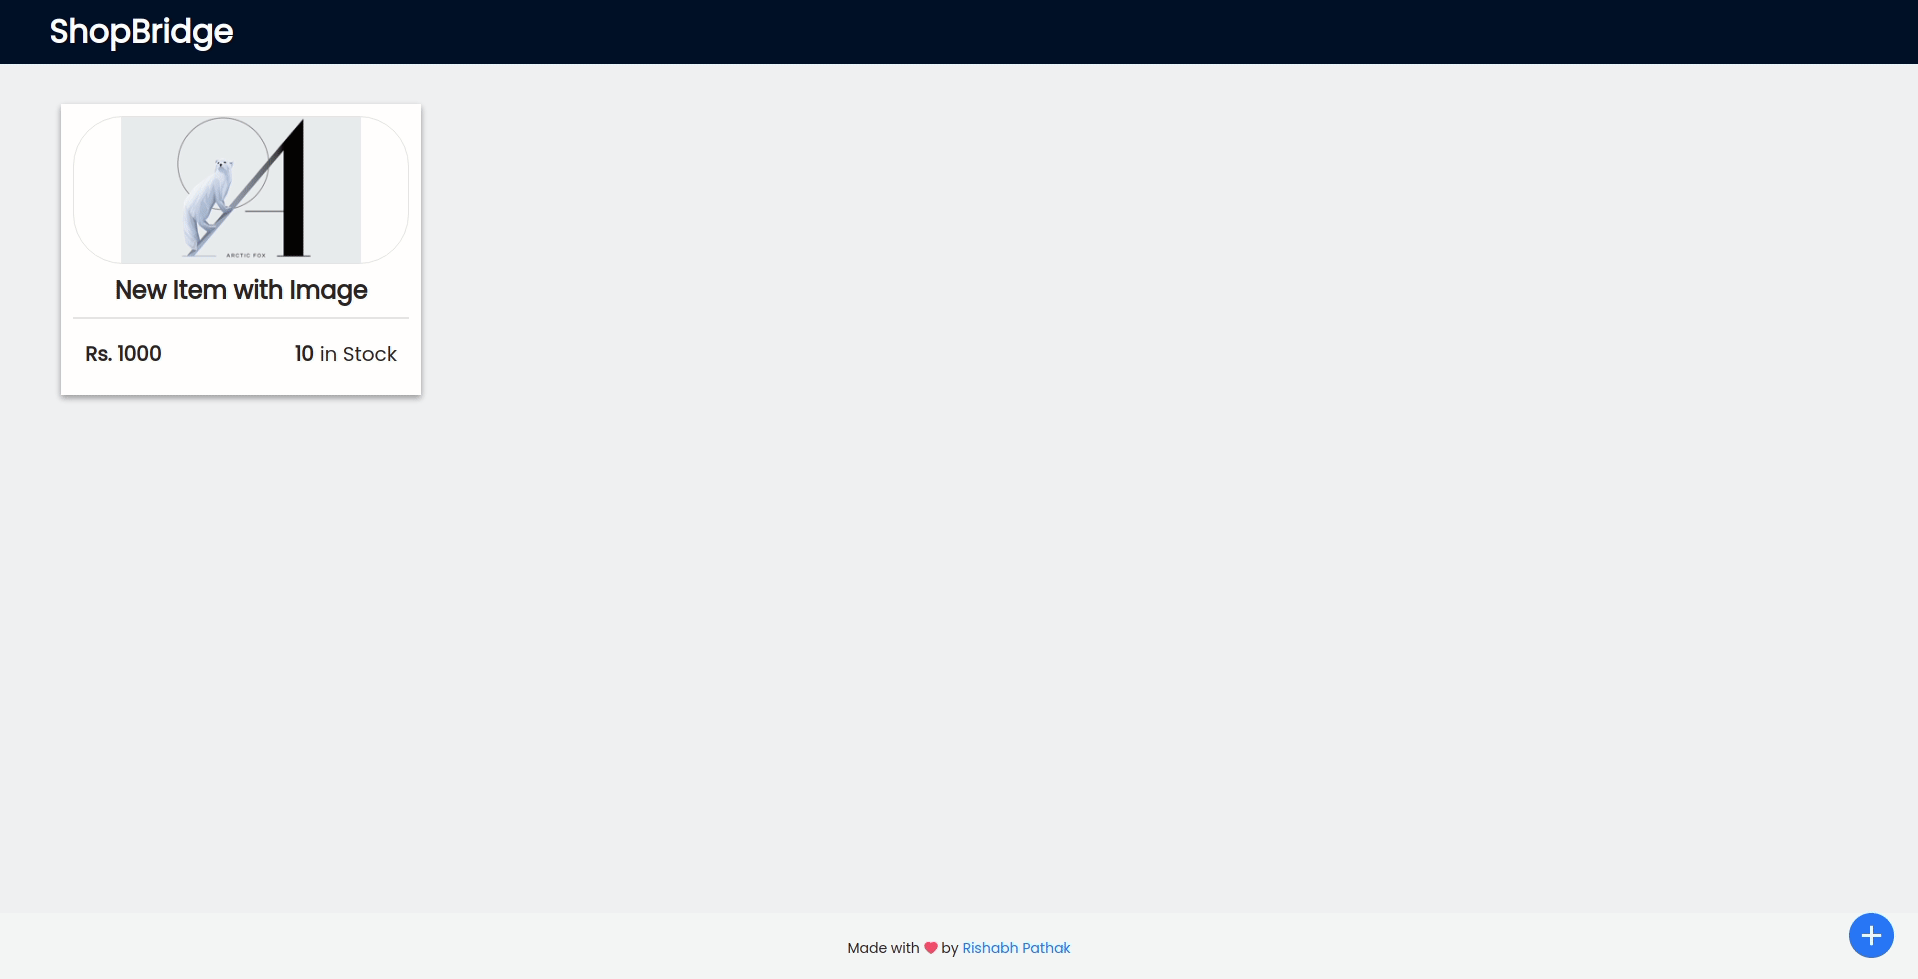 ShopBridge
ARCTIC FOX
New Item with Image
Rs. 1000
10 in Stock
Made with ❤ by Rishabh Pathak